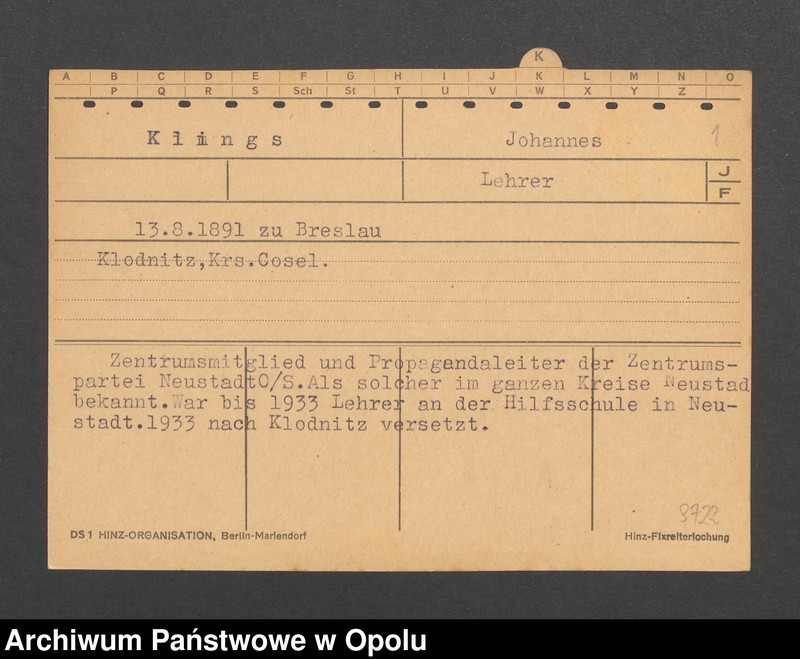 K
A B C D E F G H I J K L M N O
P Q R S Sch St T U V W X Y Z
Klings Johannes 1
Lehrer J
F
13.8.1891 zu Breslau
Klodnitz,Krs.Cosel.
Zentrumsmitglied und Propagandaleiter der Zentrums-
partei NeustadtO/S.Als solcher im ganzen Kreise Neustad
bekannt.War bis 1933 Lehrer an der Hilfsschule in Neu-
stadt.1933 nach Klodnitz versetzt.
3722
DS1 HINZ-ORGANISATION, Berlin-Mariendorf Hinz-Fixreiterlochung
Archiwum Państwowe w Opolu